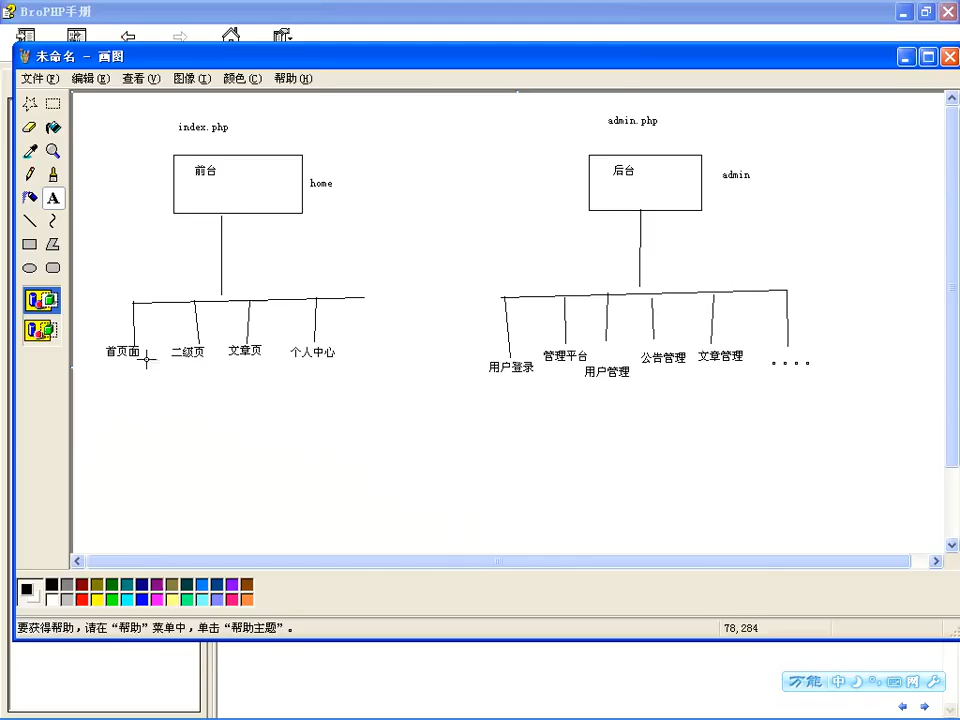 BroPHP手册
未命名 - 画图
文件(F) 编辑(E) 查看(V) 图像(I) 颜色(C) 帮助(H)
index.php
admin.php
前台
后台
home
admin
首页面
二级页
文章页
个人中心
用户登录
管理平台
用户管理
公告管理
文章管理
。。。。
A
要获得帮助，请在“帮助”菜单中，单击“帮助主题”。
78,284
万能 中 网